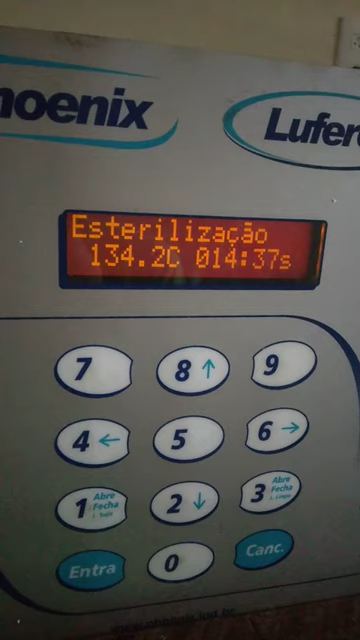 hoenix
Lufer
Esterilização
134.2C 014:37s
7 8 ↑ 9
4 ← 5 6 →
1 Abre Fecha 2 ↓ 3 Abre Fecha
Entra 0 Canc.